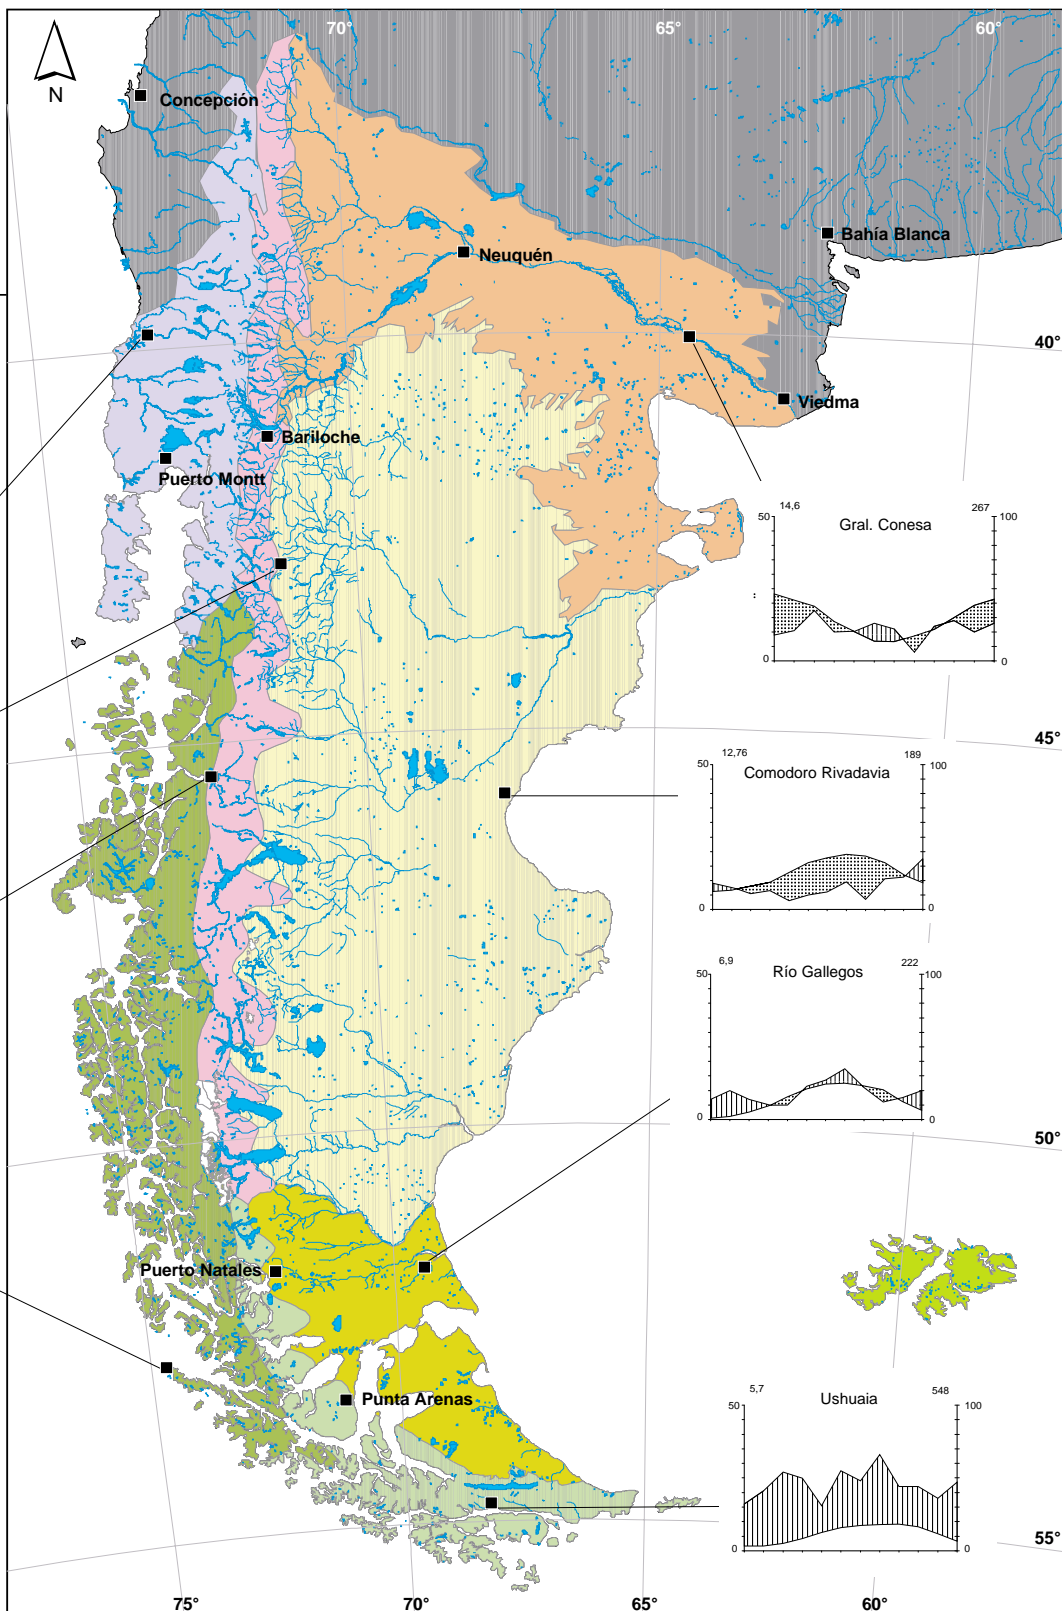 70°
65°
60°
N
Concepción
Bahía Blanca
Neuquén
40°
Viedma
Bariloche
Puerto Montt
14,6
267
50
Gral. Conesa
100
0
0
45°
12,76
189
50
Comodoro Rivadavia
100
0
0
6,9
222
50
Río Gallegos
100
0
0
50°
Puerto Natales
Punta Arenas
5,7
548
50
Ushuaia
100
0
0
55°
75°
70°
65°
60°